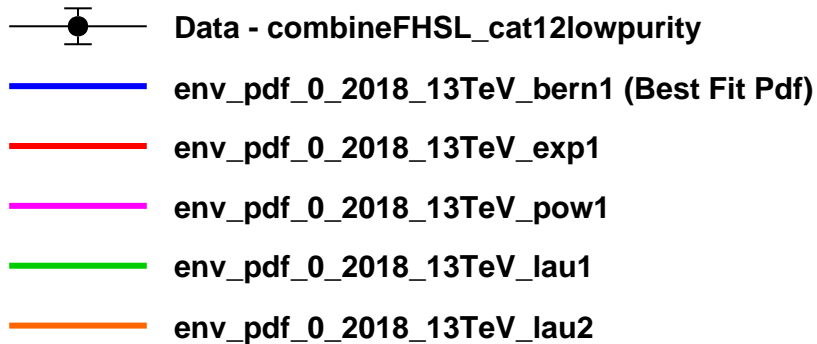 Data - combineFHSL_cat12lowpurity
env_pdf_0_2018_13TeV_bern1 (Best Fit Pdf)
env_pdf_0_2018_13TeV_exp1
env_pdf_0_2018_13TeV_pow1
env_pdf_0_2018_13TeV_lau1
env_pdf_0_2018_13TeV_lau2